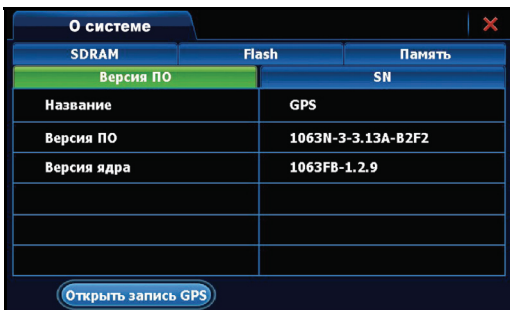 О системе
SDRAM Flash Память
Версия ПО SN
Название GPS
Версия ПО 1063N-3-3.13A-B2F2
Версия ядра 1063FB-1.2.9
Открыть запись GPS